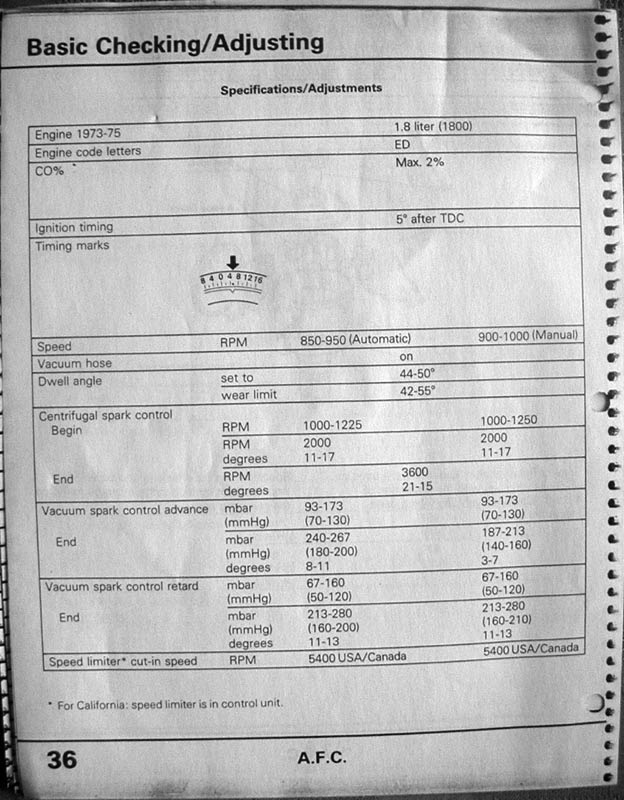 Basic Checking/Adjusting
Specifications/Adjustments
Engine 1973-75 1.8 liter (1800)
Engine code letters ED
CO% Max. 2%
Ignition timing 5° after TDC
Timing marks
8 4 0 4 8 12 16
Speed RPM 850-950 (Automatic) 900-1000 (Manual)
Vacuum hose on
Dwell angle set to 44-50°
wear limit 42-55°
Centrifugal spark control
Begin RPM 1000-1225 1000-1250
RPM 2000 2000
degrees 11-17 11-17
End RPM 3600
degrees 21-15
Vacuum spark control advance mbar 93-173 93-173
(mmHg) (70-130) (70-130)
End mbar 240-267 187-213
(mmHg) (180-200) (140-160)
degrees 8-11 3-7
Vacuum spark control retard mbar 67-160 67-160
(mmHg) (50-120) (50-120)
End mbar 213-280 213-280
(mmHg) (160-200) (160-210)
degrees 11-13 11-13
Speed limiter* cut-in speed RPM 5400 USA/Canada 5400 USA/Canada
* For California: speed limiter is in control unit.
36 A.F.C.